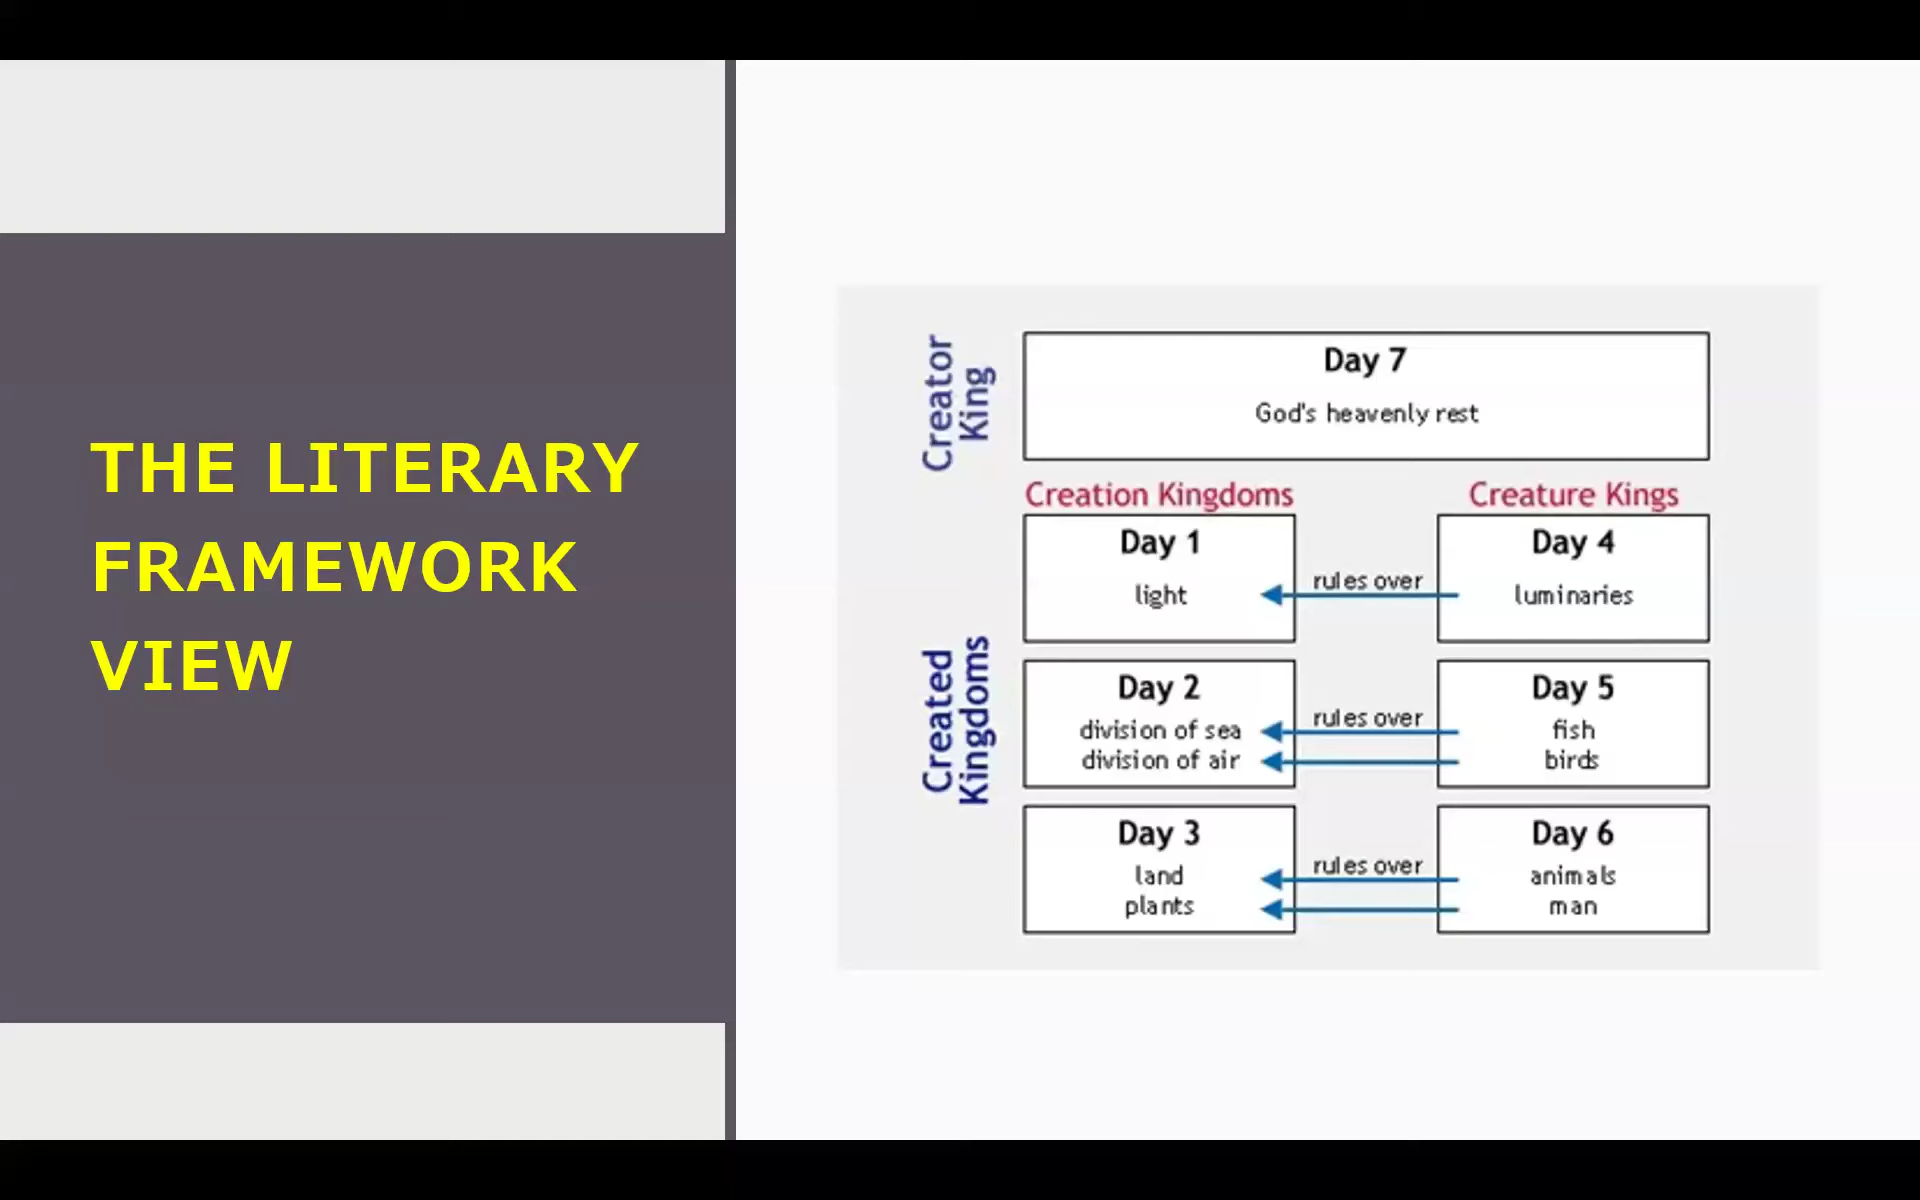 THE LITERARY
FRAMEWORK
VIEW
Creator
King
Day 7
God's heavenly rest
Creation Kingdoms
Creature Kings
Created
Kingdoms
Day 1
light
rules over
Day 4
luminaries
Day 2
division of sea
division of air
rules over
Day 5
fish
birds
Day 3
land
plants
rules over
Day 6
animals
man